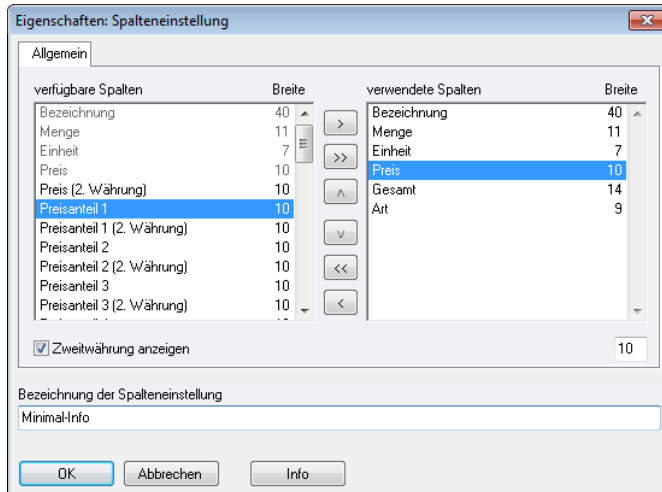 Eigenschaften: Spalteneinstellung
Allgemein
verfügbare Spalten Breite
Bezeichnung 40
Menge 11
Einheit 7
Preis 10
Preis (2. Währung) 10
Preisanteil 1 10
Preisanteil 1 (2. Währung) 10
Preisanteil 2 10
Preisanteil 2 (2. Währung) 10
Preisanteil 3 10
Preisanteil 3 (2. Währung) 10
>
>>
^
v
<<
<
verwendete Spalten Breite
Bezeichnung 40
Menge 11
Einheit 7
Preis 10
Gesamt 14
Art 9
Zweitwährung anzeigen 10
Bezeichnung der Spalteneinstellung
Minimal-Info
OK Abbrechen Info